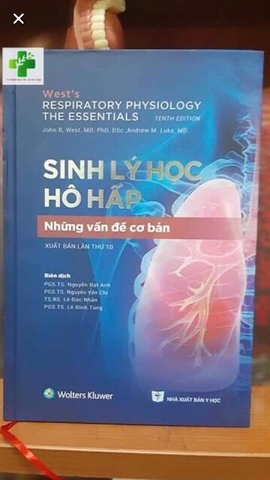 West's
RESPIRATORY PHYSIOLOGY
THE ESSENTIALS
TENTH EDITION
John B. West, MD, PhD, DSc, Andrew M. Luks, MD
SINH LÝ HỌC
HÔ HẤP
Những vấn đề cơ bản
XUẤT BẢN LẦN THỨ 10
Biên dịch
PGS.TS. Nguyễn Đạt Anh
PGS.TS. Nguyễn Văn Chi
TS.BS. Lê Đức Nhân
PGS.TS. Lê Đình Tùng
Wolters Kluwer
NHÀ XUẤT BẢN Y HỌC